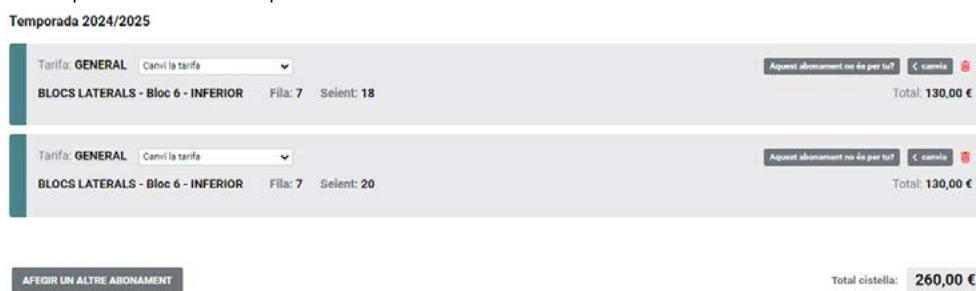 Temporada 2024/2025
Tarifa: GENERAL Canvi la tarifa Aquest abonament no és per tu? < canvia
BLOCS LATERALS - Bloc 6 - INFERIOR Fila: 7 Seient: 18 Total: 130,00 €
Tarifa: GENERAL Canvi la tarifa Aquest abonament no és per tu? < canvia
BLOCS LATERALS - Bloc 6 - INFERIOR Fila: 7 Seient: 20 Total: 130,00 €
AFEGIR UN ALTRE ABONAMENT Total cistella: 260,00 €